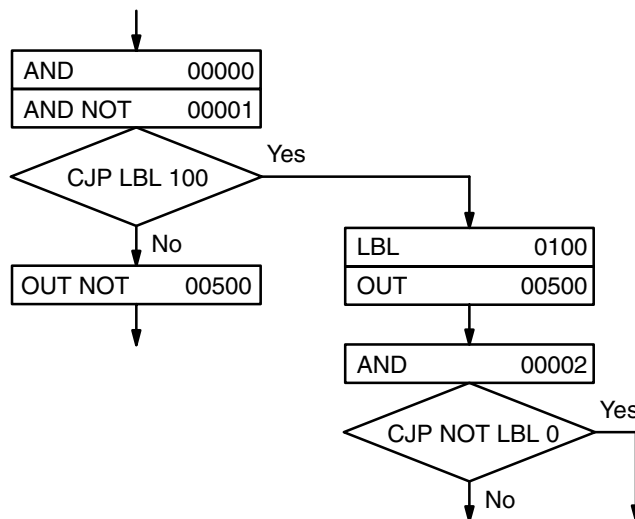 AND 00000
AND NOT 00001
CJP LBL 100
Yes
No
OUT NOT 00500
LBL 0100
OUT 00500
AND 00002
CJP NOT LBL 0
Yes
No